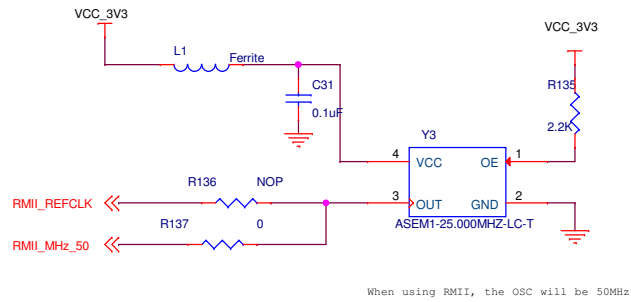 VCC_3V3
VCC_3V3
L1
Ferrite
C31
0.1uF
R135
2.2K
Y3
4
VCC
OE
1
R136
NOP
3
OUT
GND
2
RMII_REFCLK
R137
0
ASEM1-25.000MHZ-LC-T
RMII_MHz_50
When using RMII, the OSC will be 50MHz